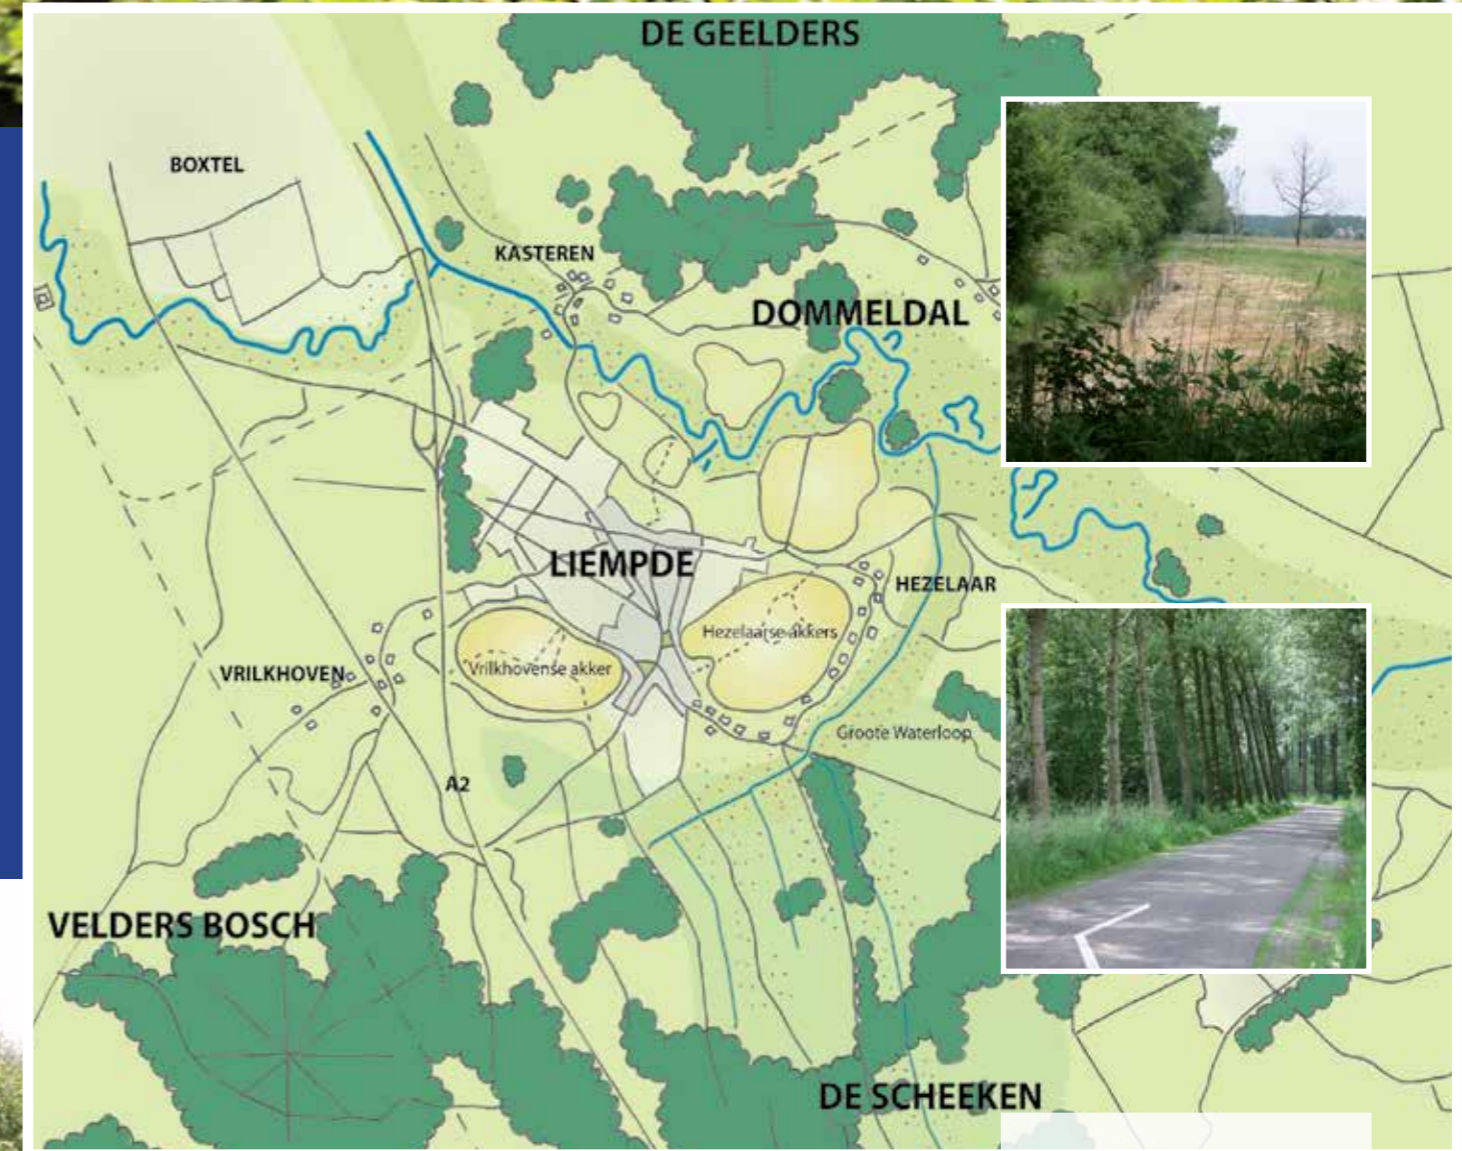 DE GEELDERS
BOXTEL
KASTEREN
DOMMELDAL
LIEMPDE
HEZELAAR
Hezelaarse akkers
Vrilkhovense akker
VRILKHOVEN
Groote Waterloop
A2
VELDERS BOSCH
DE SCHEEKEN